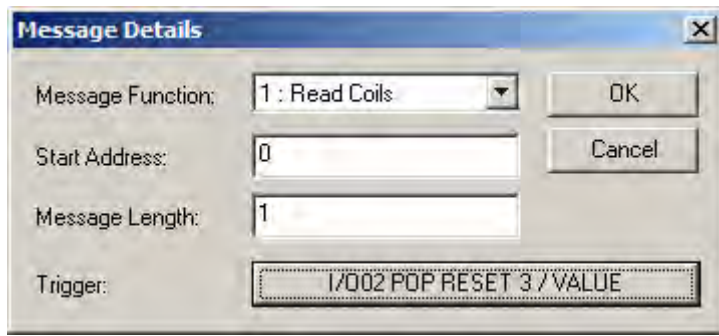 Message Details
Message Function: 1 : Read Coils OK
Start Address: 0 Cancel
Message Length: 1
Trigger: I/O02 POP RESET 3 / VALUE